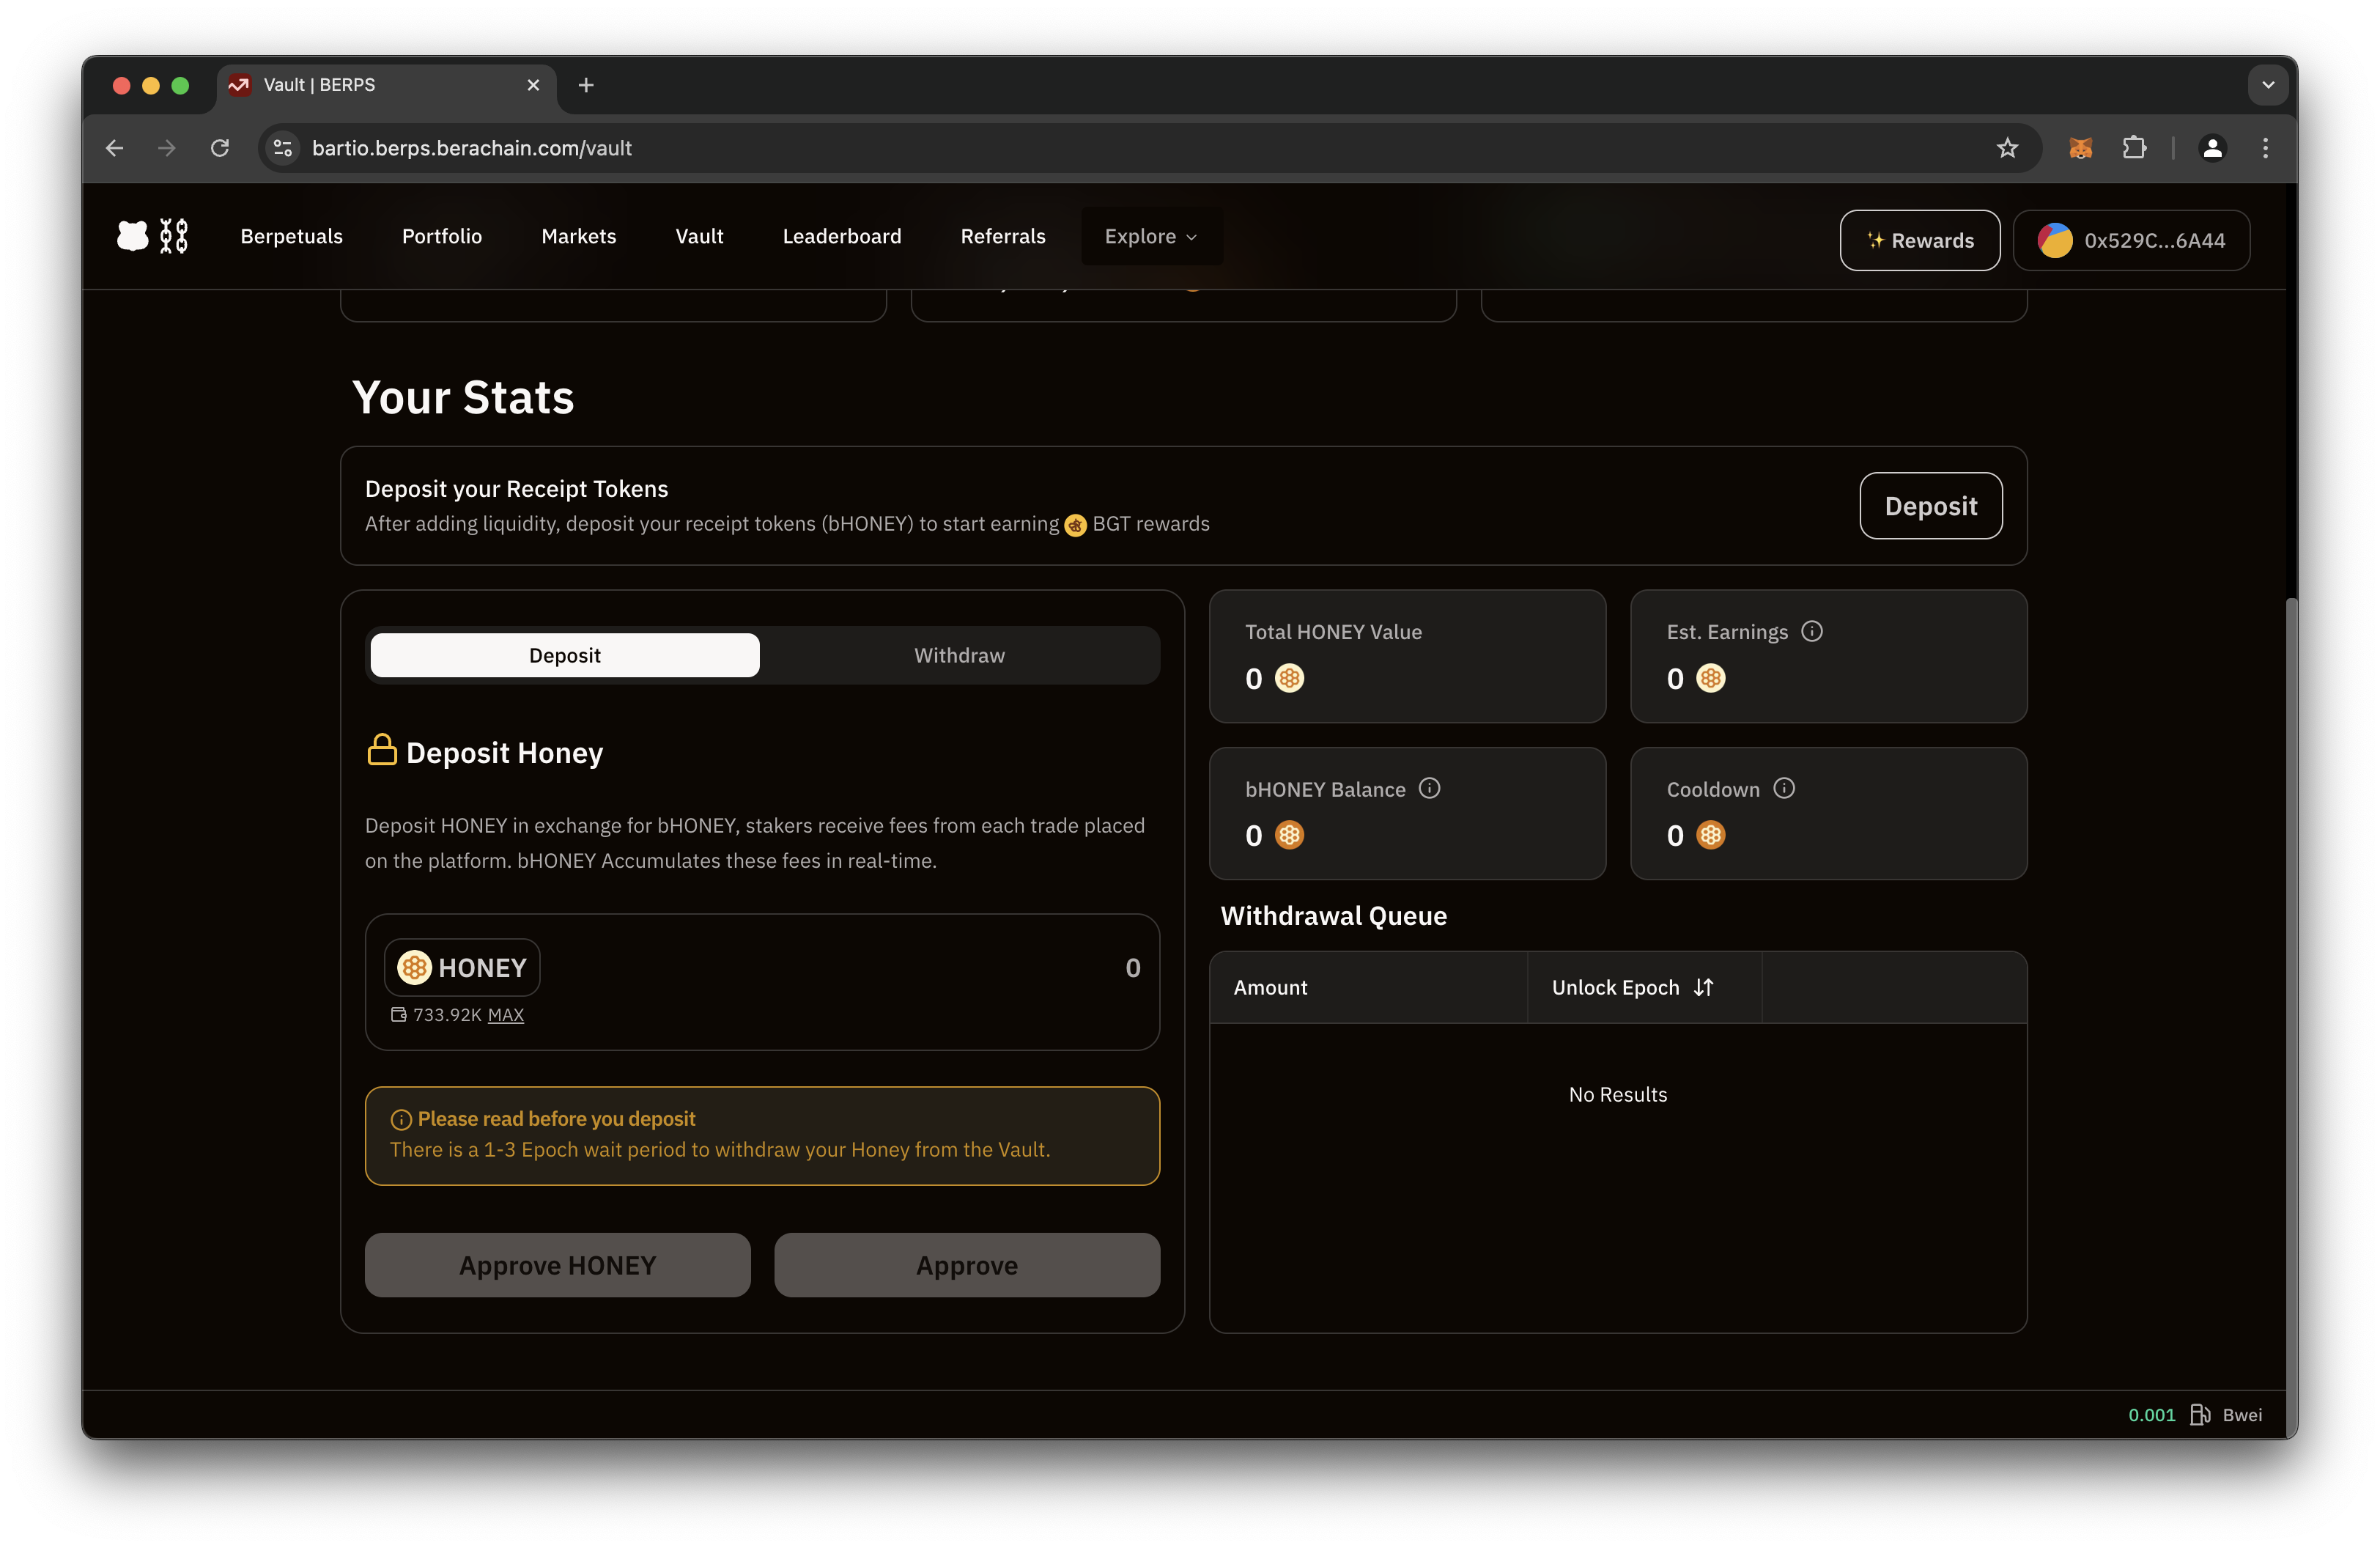 Vault | BERPS
bartio.berps.berachain.com/vault
Berpetuals
Portfolio
Markets
Vault
Leaderboard
Referrals
Explore
Rewards
0x529C...6A44
Your Stats
Deposit your Receipt Tokens
After adding liquidity, deposit your receipt tokens (bHONEY) to start earning BGT rewards
Deposit
Deposit
Withdraw
Deposit Honey
Deposit HONEY in exchange for bHONEY, stakers receive fees from each trade placed
on the platform. bHONEY Accumulates these fees in real-time.
HONEY
0
733.92K MAX
Please read before you deposit
There is a 1-3 Epoch wait period to withdraw your Honey from the Vault.
Approve HONEY
Approve
Total HONEY Value
0
Est. Earnings
0
bHONEY Balance
0
Cooldown
0
Withdrawal Queue
Amount
Unlock Epoch
No Results
0.001
Bwei